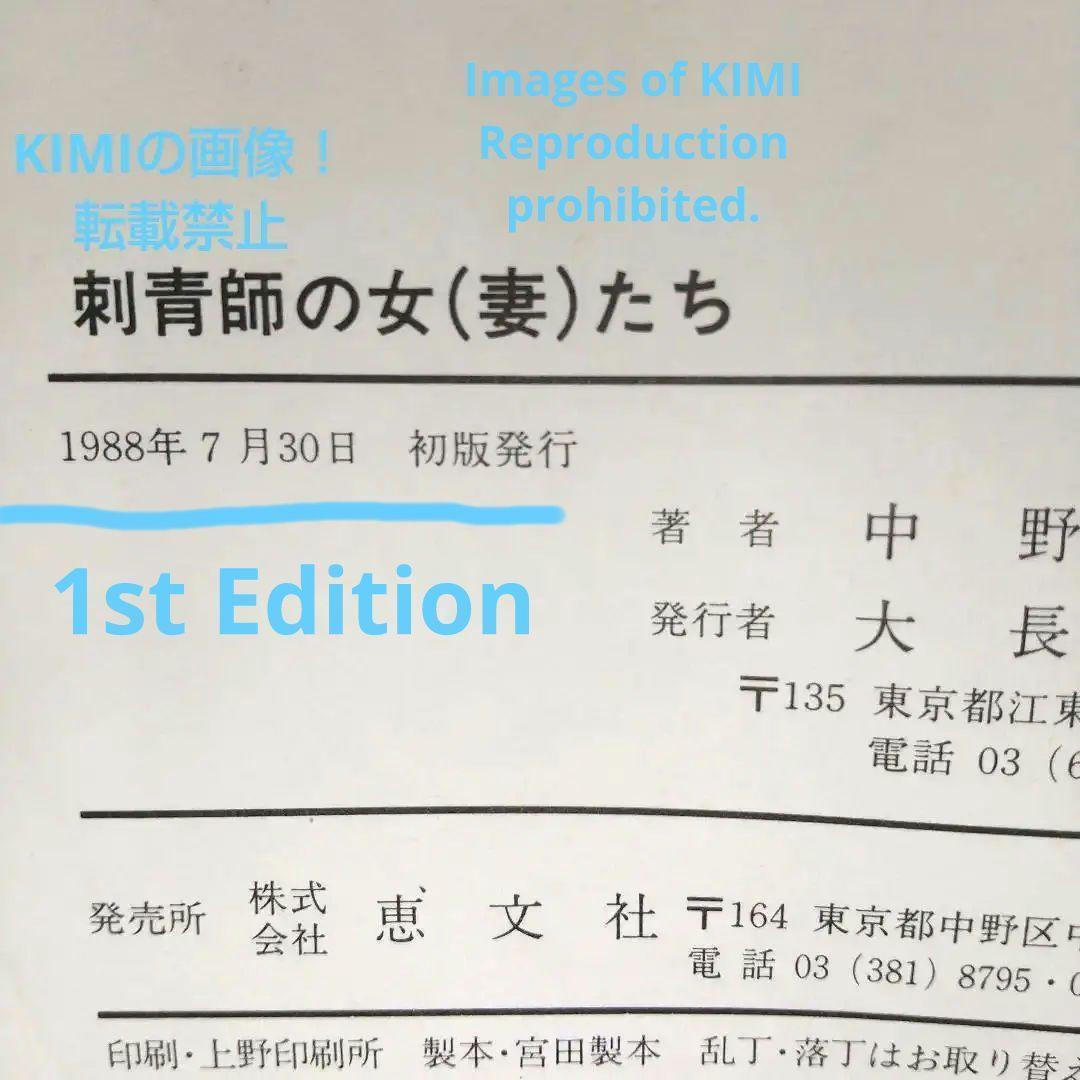 Images of KIMI
Reproduction
prohibited.
KIMIの画像！
転載禁止
刺青師の女(妻)たち
1988年7月30日 初版発行
1st Edition
著者 中野
発行者 大長
〒135 東京都江東
電話 03 (6
発売所 株式会社 恵文社 〒164 東京都中野区中
電話 03 (381) 8795・0
印刷・上野印刷所 製本・宮田製本 乱丁・落丁はお取り替え